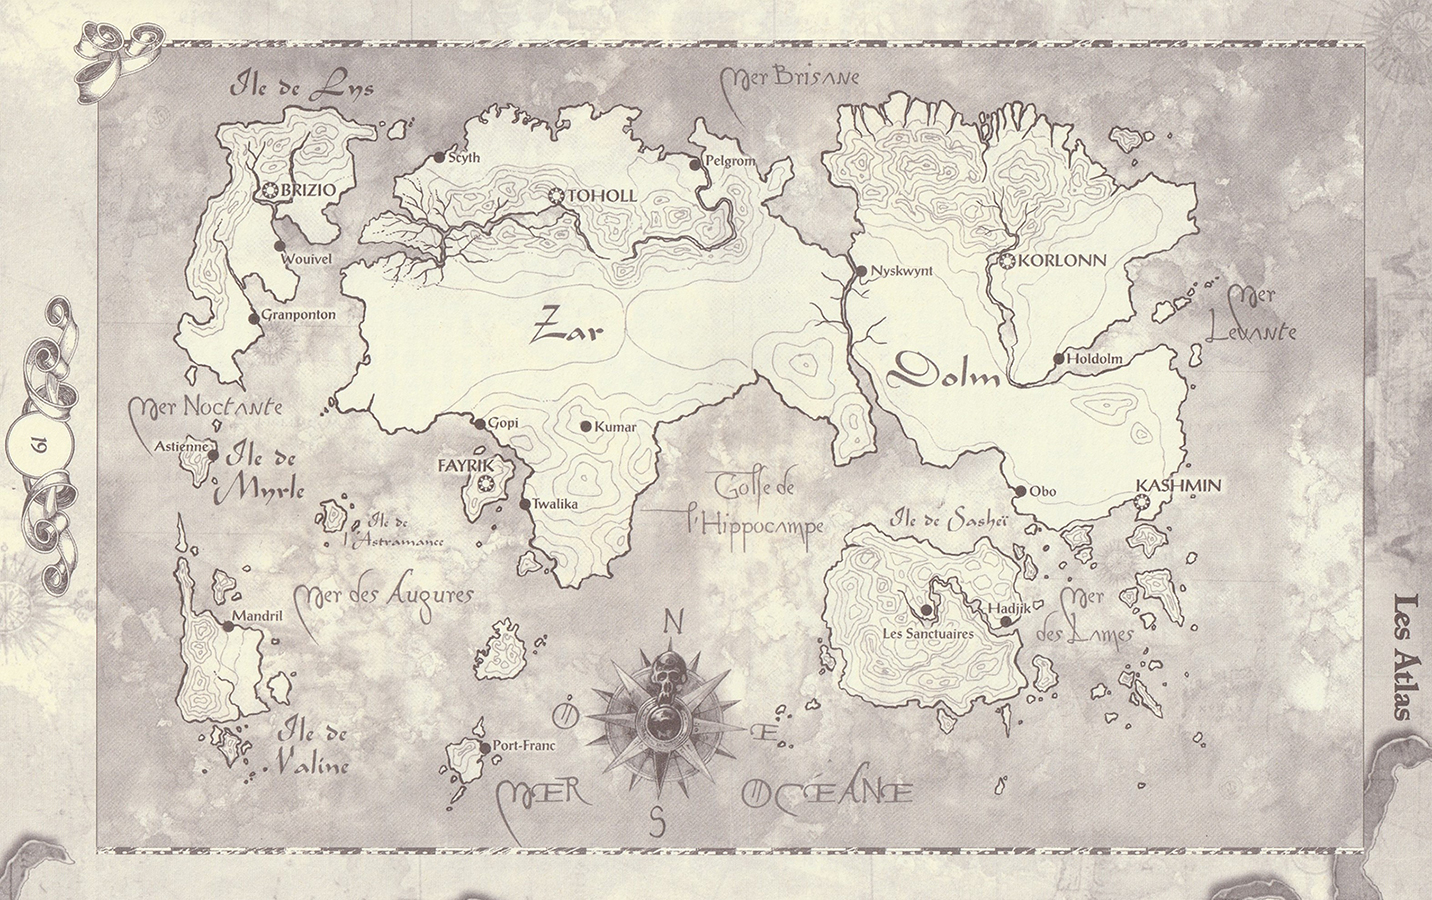 Ile de Lys
Mer Brisane
Scyth
Pelgrom
BRIZIO
TOHOLL
Wouivel
KORLONN
Nyskwynt
Mer
Levante
Granponton
Zar
Holdolm
Dolm
Mer Noctante
Gopi
Kumar
Astienne
Ile de
Myrle
FAYRIK
Twalika
Golfe de
l'Hippocampe
Obo
KASHMIN
Ile de
l'Astramance
Ile de Sasheï
Mer des Augures
Mandril
Hadjik
Les Sanctuaires
Mer
des Lames
N
O
E
S
Ile de
Valine
Port-Franc
MER
OCÉANE
19
Les Atlas